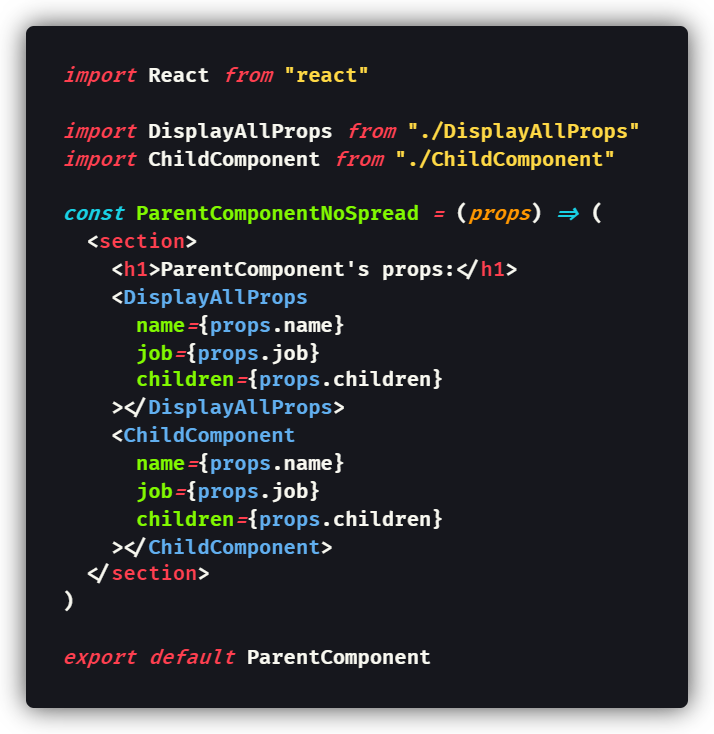 import React from "react"

import DisplayAllProps from "./DisplayAllProps"
import ChildComponent from "./ChildComponent"

const ParentComponentNoSpread = (props) => (
  <section>
    <h1>ParentComponent's props:</h1>
    <DisplayAllProps
      name={props.name}
      job={props.job}
      children={props.children}
    ></DisplayAllProps>
    <ChildComponent
      name={props.name}
      job={props.job}
      children={props.children}
    ></ChildComponent>
  </section>
)

export default ParentComponent